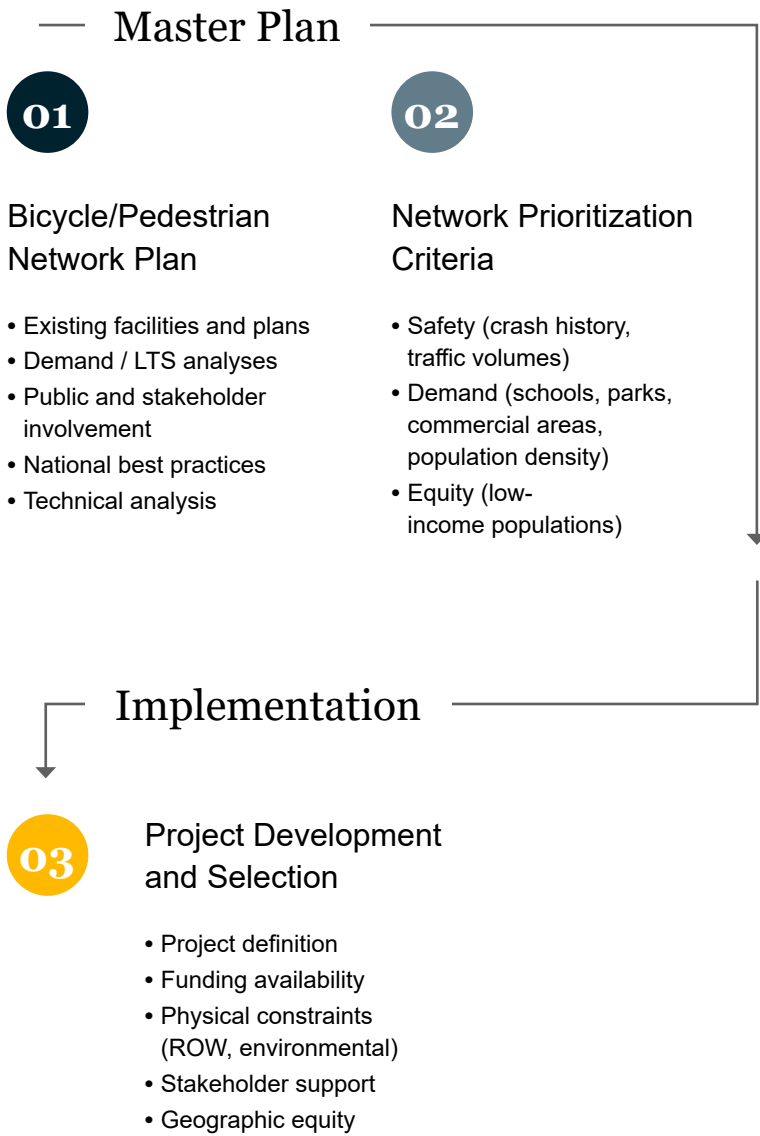 Master Plan
01
Bicycle/Pedestrian
Network Plan
• Existing facilities and plans
• Demand / LTS analyses
• Public and stakeholder
involvement
• National best practices
• Technical analysis
02
Network Prioritization
Criteria
• Safety (crash history,
traffic volumes)
• Demand (schools, parks,
commercial areas,
population density)
• Equity (low-
income populations)
Implementation
03
Project Development
and Selection
• Project definition
• Funding availability
• Physical constraints
(ROW, environmental)
• Stakeholder support
• Geographic equity